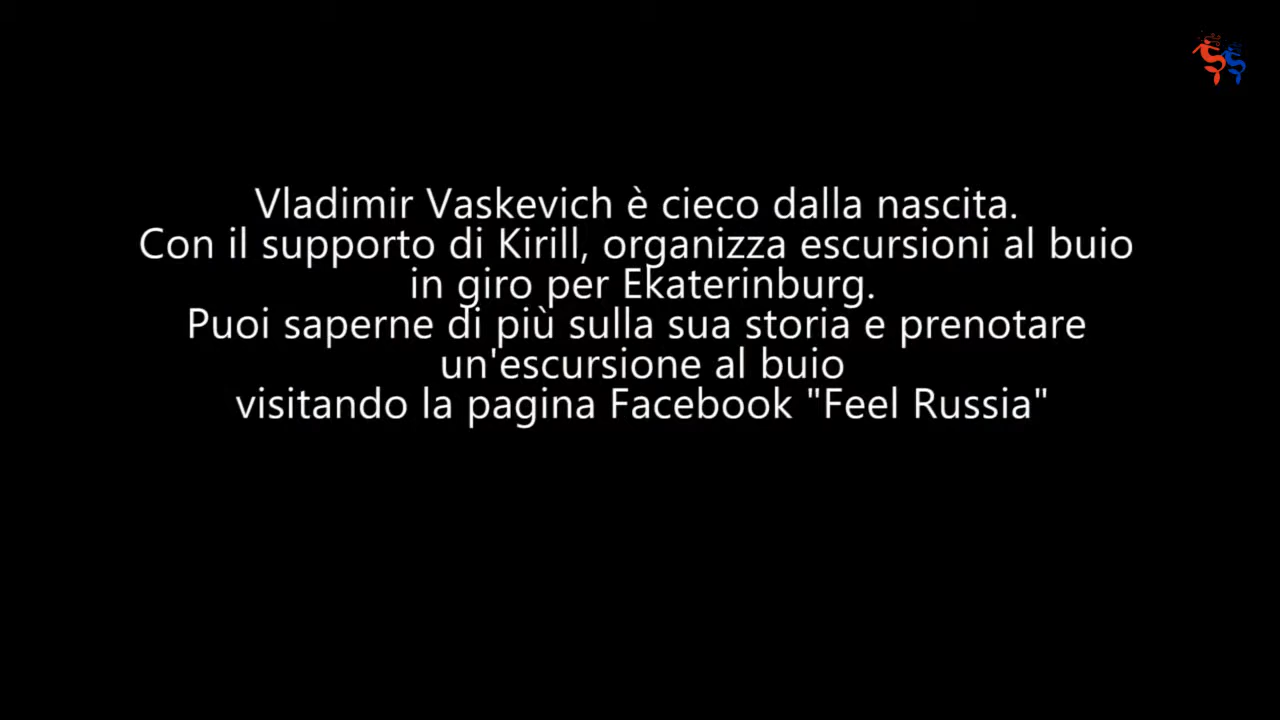 Vladimir Vaskevich è cieco dalla nascita.
Con il supporto di Kirill, organizza escursioni al buio
in giro per Ekaterinburg.
Puoi saperne di più sulla sua storia e prenotare
un'escursione al buio
visitando la pagina Facebook "Feel Russia"